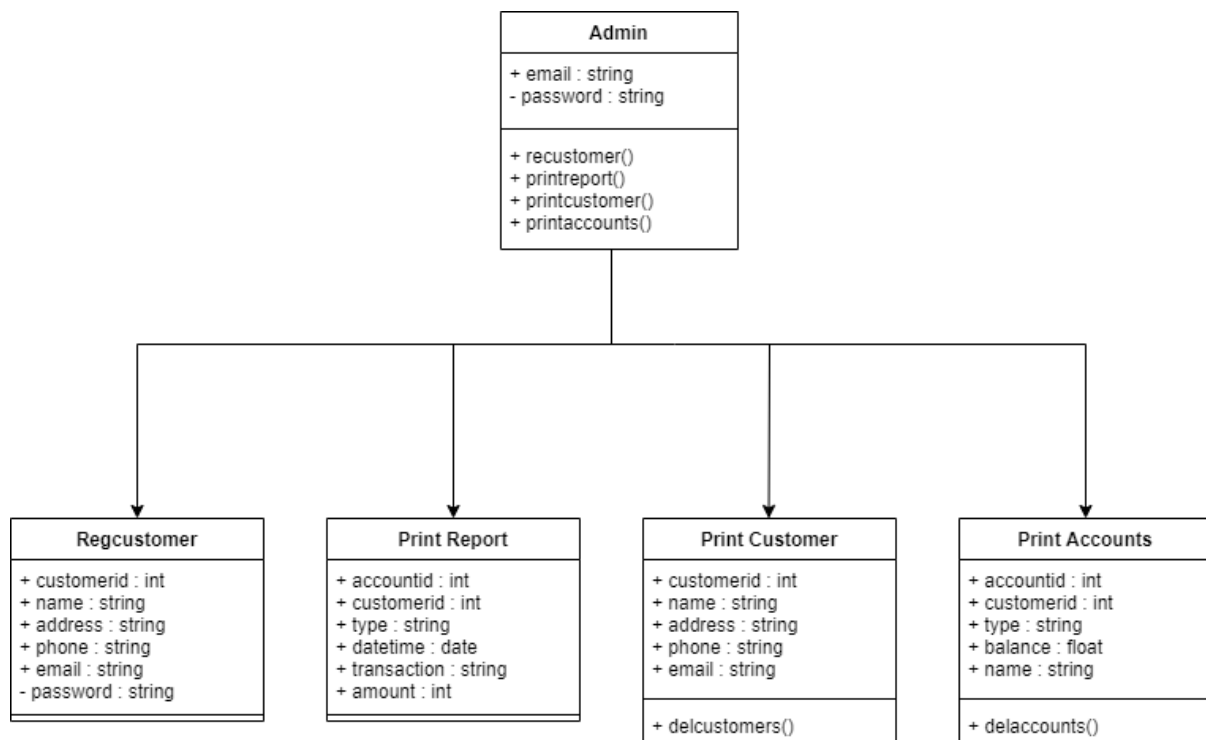 Admin
+ email : string
- password : string
+ recustomer()
+ printreport()
+ printcustomer()
+ printaccounts()
Regcustomer
+ customerid : int
+ name : string
+ address : string
+ phone : string
+ email : string
- password : string
Print Report
+ accountid : int
+ customerid : int
+ type : string
+ datetime : date
+ transaction : string
+ amount : int
Print Customer
+ customerid : int
+ name : string
+ address : string
+ phone : string
+ email : string
+ delcustomers()
Print Accounts
+ accountid : int
+ customerid : int
+ type : string
+ balance : float
+ name : string
+ delaccounts()